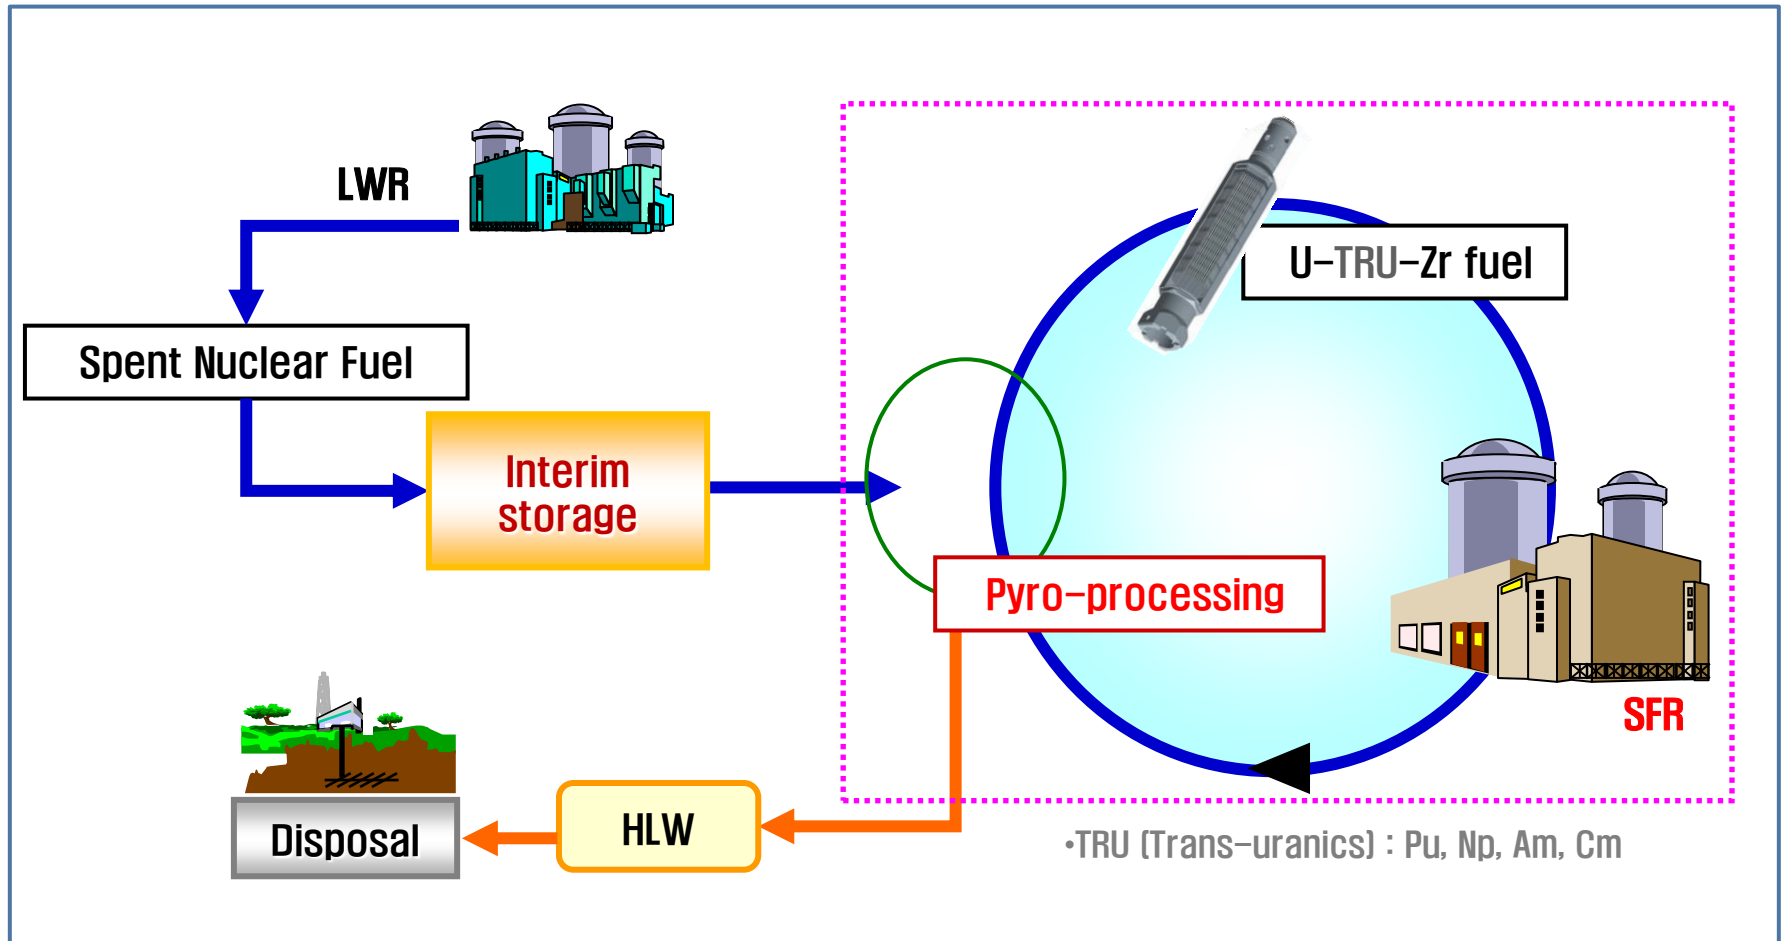 LWR
U-TRU-Zr fuel
Spent Nuclear Fuel
Interim
storage
Pyro-processing
SFR
HLW
Disposal
•TRU (Trans-uranics) : Pu, Np, Am, Cm